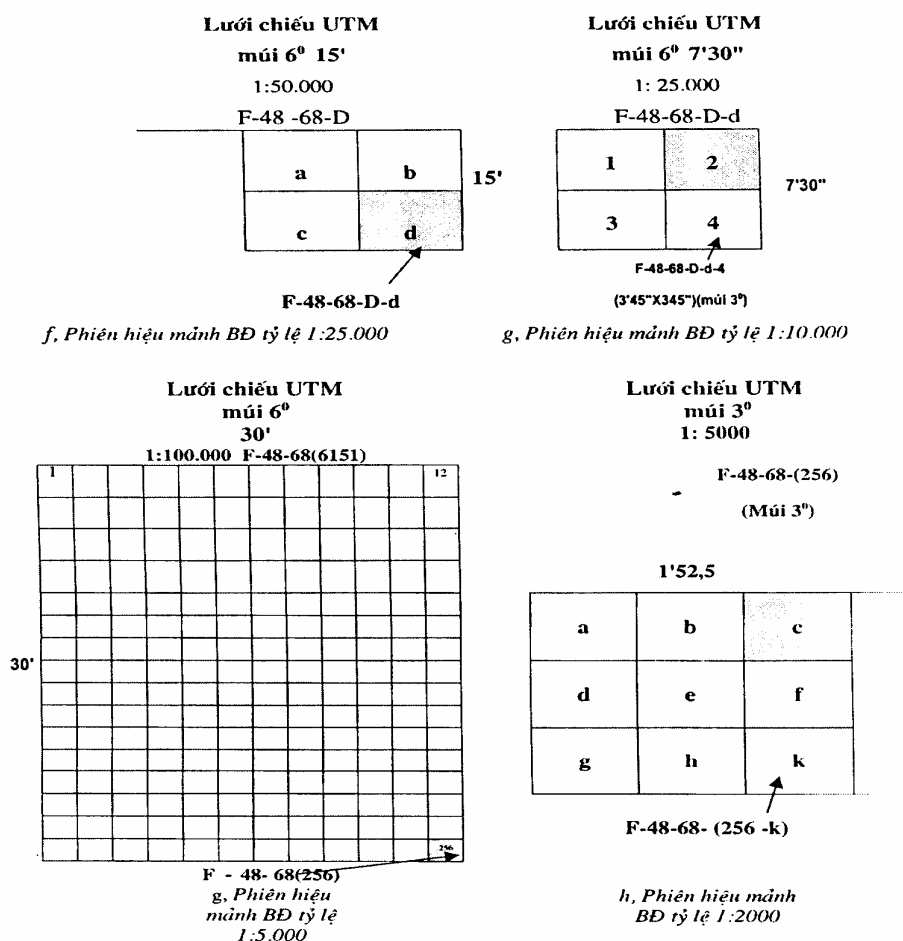 Lưới chiếu UTM
múi 6⁰ 15'
1:50.000
F-48 -68-D
a
b
15'
c
d
F-48-68-D-d
f, Phiên hiệu mảnh BĐ tỷ lệ 1:25.000
Lưới chiếu UTM
múi 6⁰ 7'30"
1: 25.000
F-48-68-D-d
1
2
7'30"
3
4
F-48-68-D-d-4
(3'45"X345")(múi 3⁰)
g, Phiên hiệu mảnh BĐ tỷ lệ 1:10.000
Lưới chiếu UTM
múi 6⁰
30'
1:100.000 F-48-68(6151)
1
12
30'
256
F - 48- 68(256)
g, Phiên hiệu
mảnh BĐ tỷ lệ
1:5.000
Lưới chiếu UTM
múi 3⁰
1: 5000
F-48-68-(256)
(Múi 3⁰)
1'52,5
a
b
c
d
e
f
g
h
k
F-48-68- (256 -k)
h, Phiên hiệu mảnh
BĐ tỷ lệ 1:2000